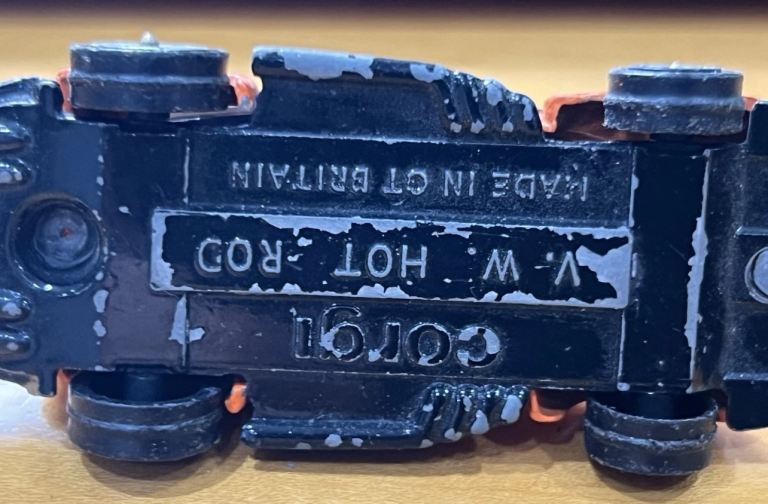 corgi
V. W. HOT ROD
MADE IN GT BRITAIN